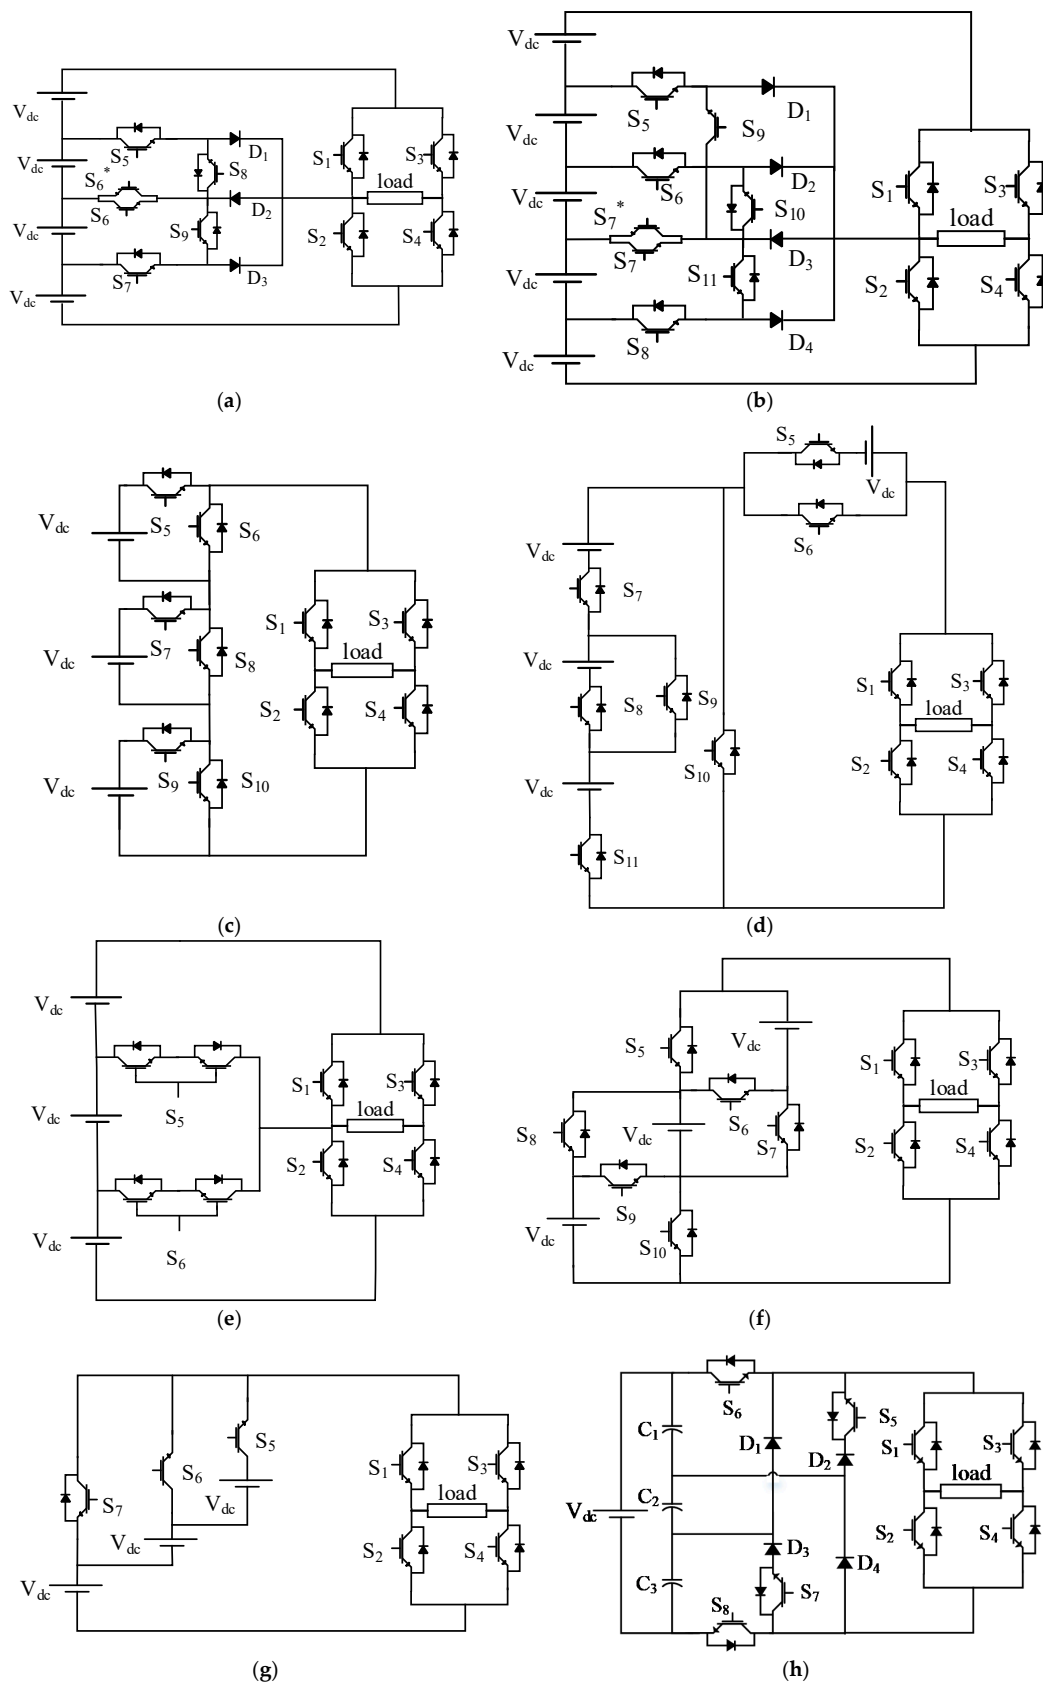 V_dc
V_dc
V_dc
V_dc
S_5
D_1
S_8
S_6*
S_6
D_2
S_9
S_7
D_3
S_1
S_3
load
S_2
S_4
(a)
V_dc
V_dc
V_dc
V_dc
V_dc
S_5
D_1
S_9
S_6
D_2
S_10
S_7*
S_7
D_3
S_11
S_8
D_4
S_1
S_3
load
S_2
S_4
(b)
V_dc
S_5
S_6
V_dc
S_7
S_8
V_dc
S_9
S_10
S_1
S_3
load
S_2
S_4
(c)
S_5
V_dc
S_6
V_dc
S_7
V_dc
S_8
S_9
S_10
V_dc
S_11
S_1
S_3
load
S_2
S_4
(d)
V_dc
S_5
V_dc
S_6
V_dc
S_1
S_3
load
S_2
S_4
(e)
S_5
V_dc
S_6
S_8
V_dc
S_7
S_9
V_dc
S_10
S_1
S_3
load
S_2
S_4
(f)
S_5
S_6
V_dc
S_7
V_dc
V_dc
S_1
S_3
load
S_2
S_4
(g)
S_6
S_5
C_1
D_1
D_2
V_dc
C_2
D_3
D_4
C_3
S_7
S_8
S_1
S_3
load
S_2
S_4
(h)